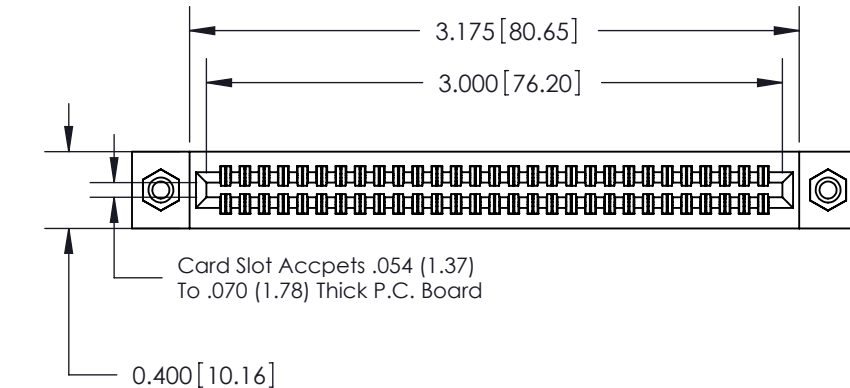 3.175[80.65]
3.000[76.20]
Card Slot Accpets .054 (1.37)
To .070 (1.78) Thick P.C. Board
0.400[10.16]